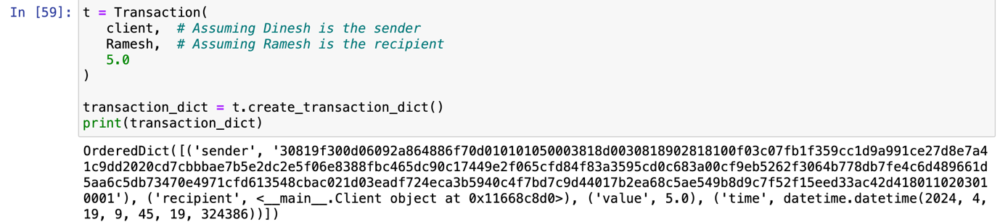 In [59]: t = Transaction(
client,  # Assuming Dinesh is the sender
Ramesh,  # Assuming Ramesh is the recipient
5.0
)
transaction_dict = t.create_transaction_dict()
print(transaction_dict)
OrderedDict([('sender', '30819f300d06092a864886f70d010101050003818d0030818902818100f03c07fb1f359cc1d9a991ce27d8e7a4
1c9dd2020cd7cbbbae7b5e2dc2e5f06e8388fbc465dc90c17449e2f065cfd84f83a3595cd0c683a00cf9eb5262f3064b778db7fe4c6d489661d
5aa6c5db73470e4971cfd613548cbac021d03eadf724eca3b5940c4f7bd7c9d44017b2ea68c5ae549b8d9c7f52f15eed33ac42d418011020301
0001'), ('recipient', <__main__.Client object at 0x11668c8d0>), ('value', 5.0), ('time', datetime.datetime(2024, 4,
19, 9, 45, 19, 324386))])